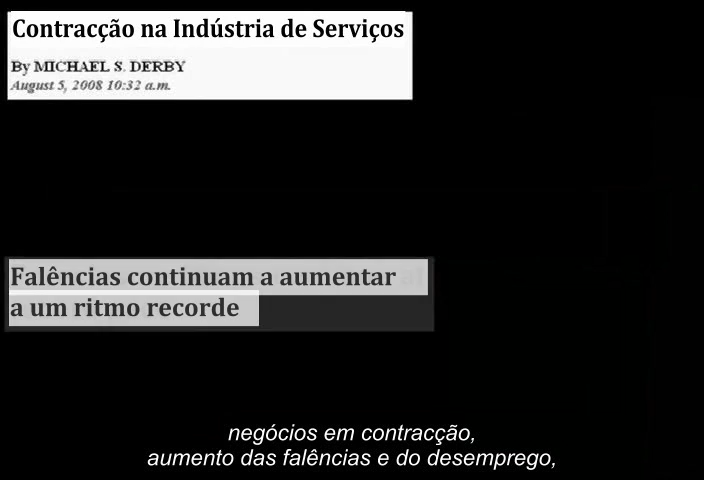 Contracção na Indústria de Serviços
By MICHAEL S. DERBY
August 5, 2008 10:32 a.m.
Falências continuam a aumentar
a um ritmo recorde
negócios em contracção,
aumento das falências e do desemprego,